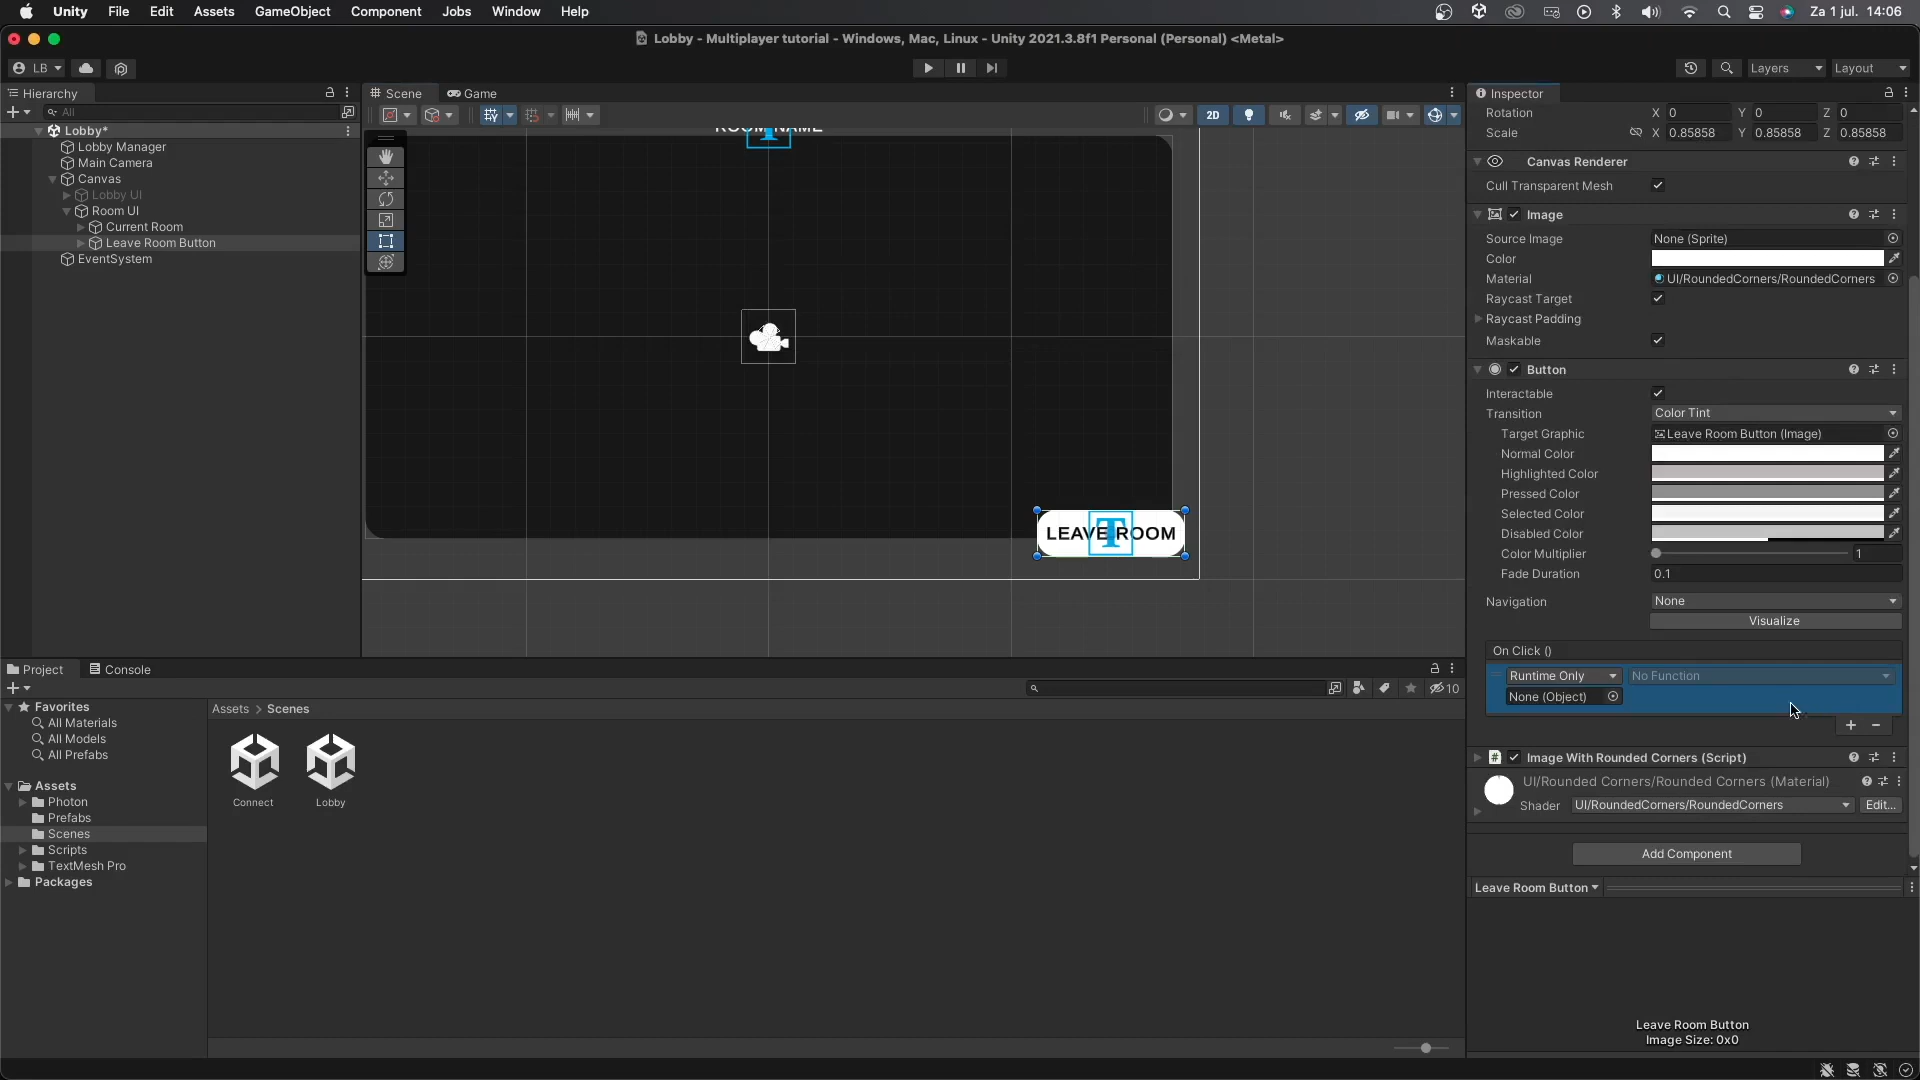 Unity File Edit Assets GameObject Component Jobs Window Help Za 1 jul. 14:06
Lobby - Multiplayer tutorial - Windows, Mac, Linux - Unity 2021.3.8f1 Personal (Personal) <Metal>
LB Layers Layout
Hierarchy
All
Lobby*
Lobby Manager
Main Camera
Canvas
Lobby UI
Room UI
Current Room
Leave Room Button
EventSystem
Scene Game
2D
ROOM NAME
LEAVE ROOM
Inspector
Rotation X 0 Y 0 Z 0
Scale X 0.85858 Y 0.85858 Z 0.85858
Canvas Renderer
Cull Transparent Mesh
Image
Source Image None (Sprite)
Color
Material UI/RoundedCorners/RoundedCorners
Raycast Target
Raycast Padding
Maskable
Button
Interactable
Transition Color Tint
Target Graphic Leave Room Button (Image)
Normal Color
Highlighted Color
Pressed Color
Selected Color
Disabled Color
Color Multiplier 1
Fade Duration 0.1
Navigation None
Visualize
On Click ()
Runtime Only No Function
None (Object)
Image With Rounded Corners (Script)
UI/Rounded Corners/Rounded Corners (Material)
Shader UI/RoundedCorners/RoundedCorners Edit...
Add Component
Leave Room Button
Leave Room Button
Image Size: 0x0
Project Console
10
Favorites
All Materials
All Models
All Prefabs
Assets
Photon
Prefabs
Scenes
Scripts
TextMesh Pro
Packages
Assets > Scenes
Connect Lobby